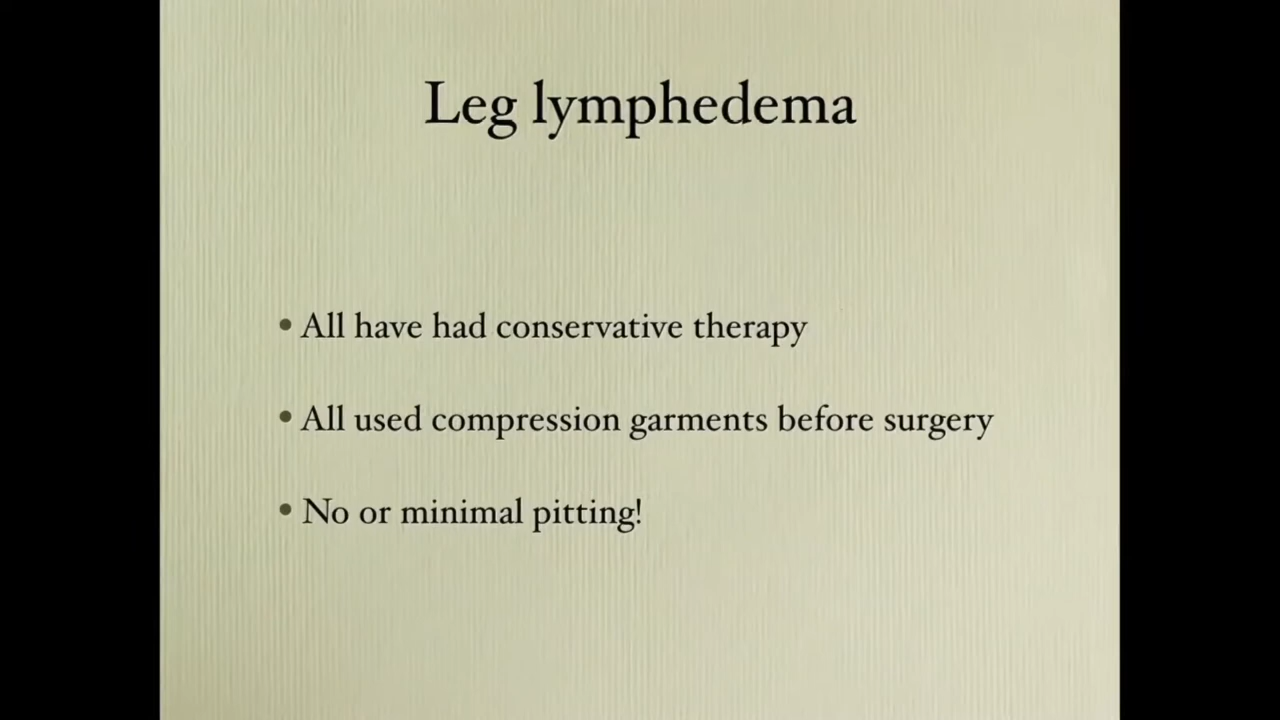 Leg lymphedema
• All have had conservative therapy
• All used compression garments before surgery
• No or minimal pitting!